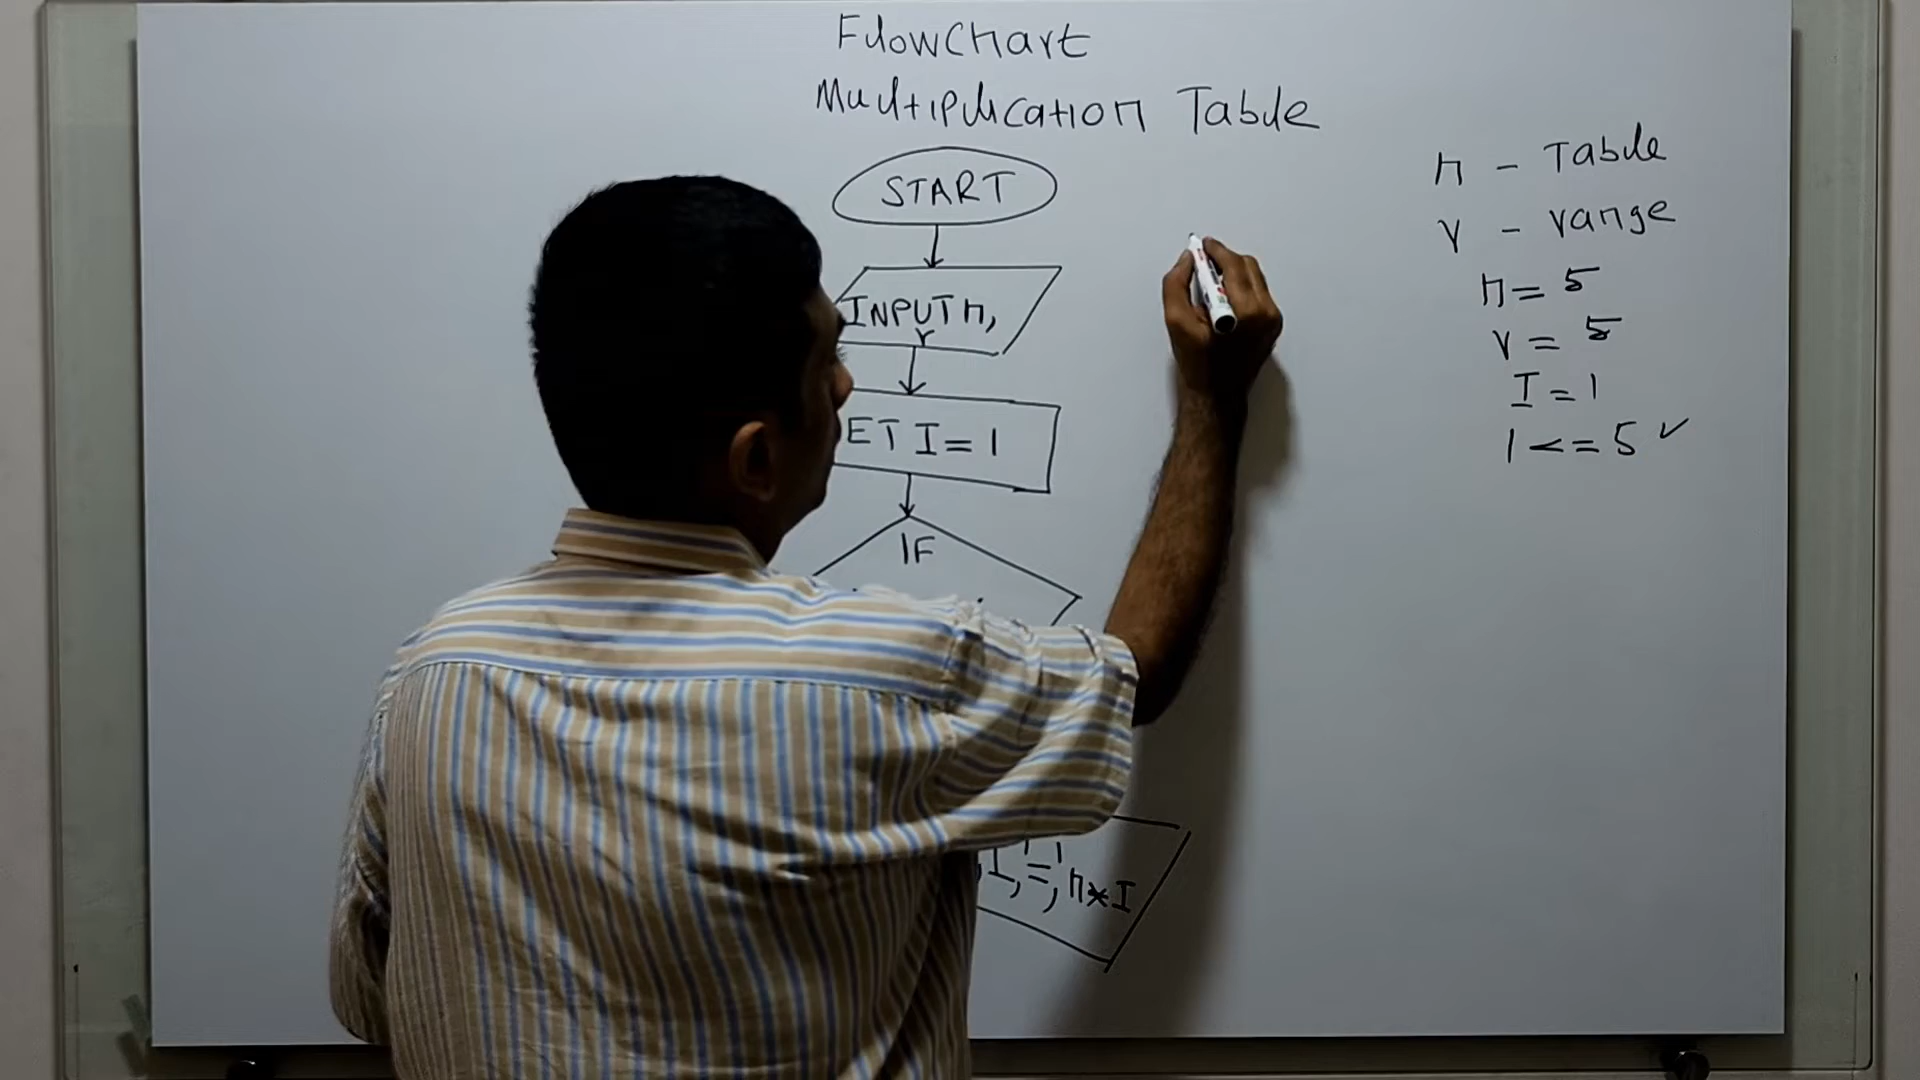 FlowChart
Multiplication Table
START
INPUT n,
r
ET I = 1
IF
, I, '=', n*I
n - Table
r - range
n = 5
r = 5
I = 1
1 <= 5 ✓